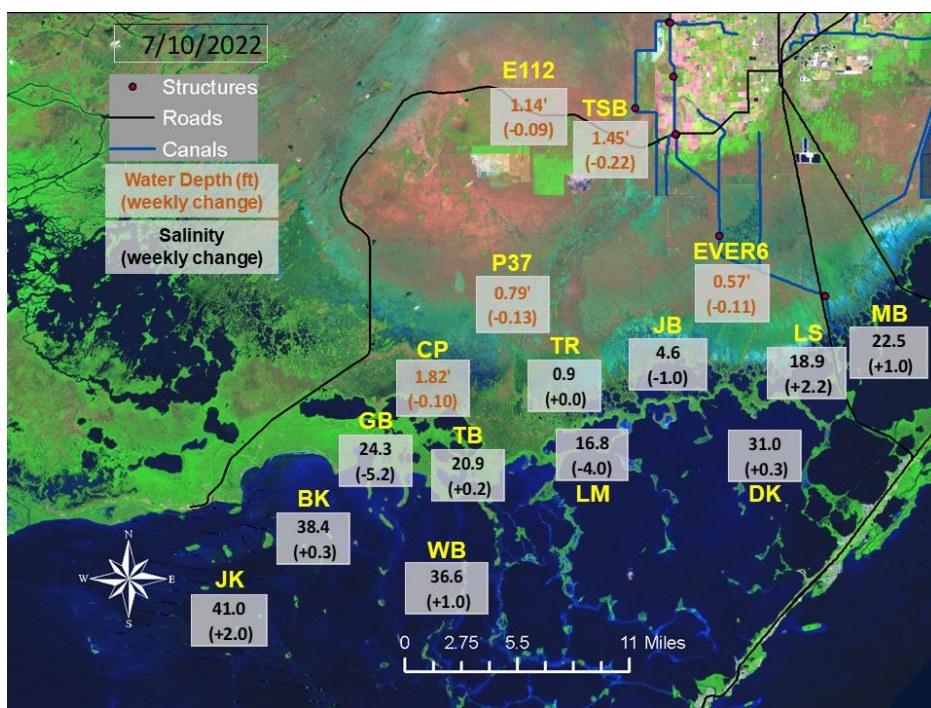 7/10/2022
Structures
Roads
Canals
Water Depth (ft)
(weekly change)
Salinity
(weekly change)
E112
1.14'
(-0.09)
TSB
1.45'
(-0.22)
P37
0.79'
(-0.13)
EVER6
0.57'
(-0.11)
CP
1.82'
(-0.10)
TR
0.9
(+0.0)
JB
4.6
(-1.0)
LS
18.9
(+2.2)
MB
22.5
(+1.0)
GB
24.3
(-5.2)
TB
20.9
(+0.2)
16.8
(-4.0)
LM
31.0
(+0.3)
DK
BK
38.4
(+0.3)
WB
36.6
(+1.0)
JK
41.0
(+2.0)
N
W E
S
0 2.75 5.5 11 Miles